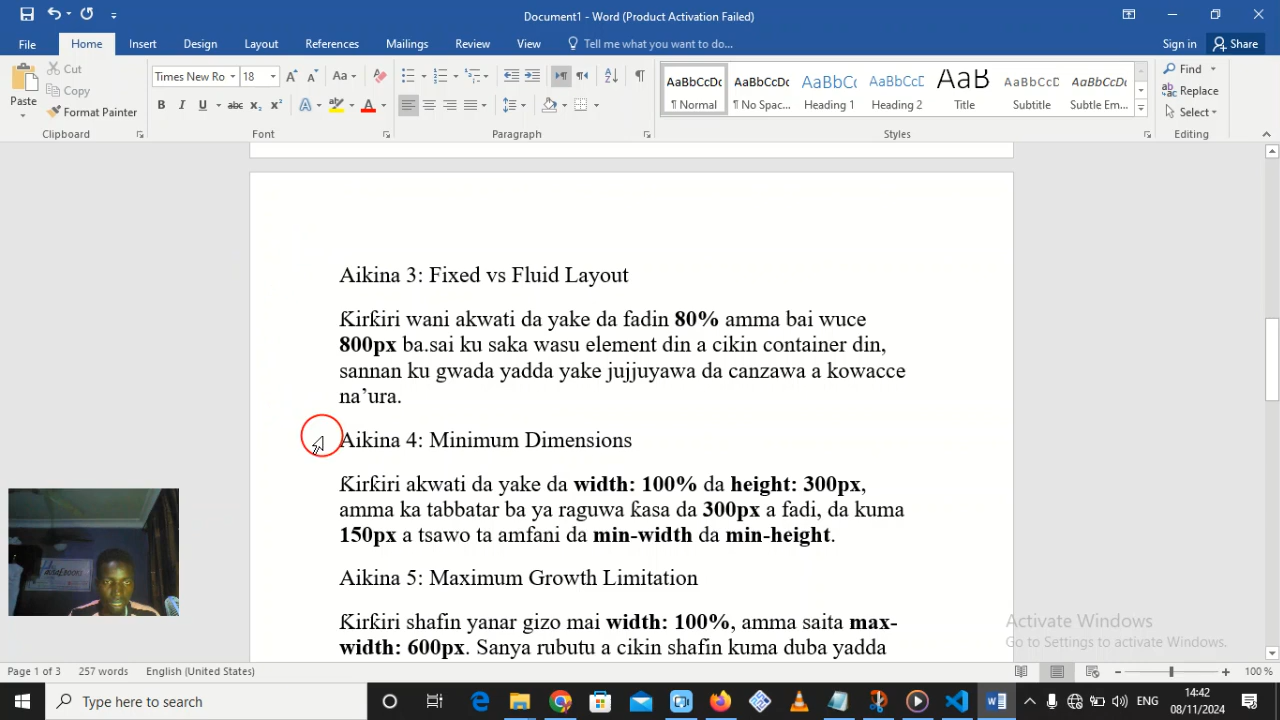 Document1 - Word (Product Activation Failed)
File Home Insert Design Layout References Mailings Review View Tell me what you want to do... Sign in Share
Paste Cut Copy Format Painter
Clipboard
Times New Ro 18
Font
Paragraph
AaBbCcDc AaBbCcDc AaBbCc AaBbCcD AaB AaBbCcD AaBbCcDc
¶ Normal ¶ No Spac... Heading 1 Heading 2 Title Subtitle Subtle Em...
Styles
Find
Replace
Select
Editing
Aikina 3: Fixed vs Fluid Layout
Ƙirƙiri wani akwati da yake da fadin 80% amma bai wuce
800px ba.sai ku saka wasu element din a cikin container din,
sannan ku gwada yadda yake jujjuyawa da canzawa a kowacce
na’ura.
Aikina 4: Minimum Dimensions
Ƙirƙiri akwati da yake da width: 100% da height: 300px,
amma ka tabbatar ba ya raguwa ƙasa da 300px a fadi, da kuma
150px a tsawo ta amfani da min-width da min-height.
Aikina 5: Maximum Growth Limitation
Ƙirƙiri shafin yanar gizo mai width: 100%, amma saita max-
width: 600px. Sanya rubutu a cikin shafin kuma duba yadda
Activate Windows
Go to Settings to activate Windows.
Page 1 of 3 257 words English (United States) 100 %
Type here to search
ENG
14:42
08/11/2024